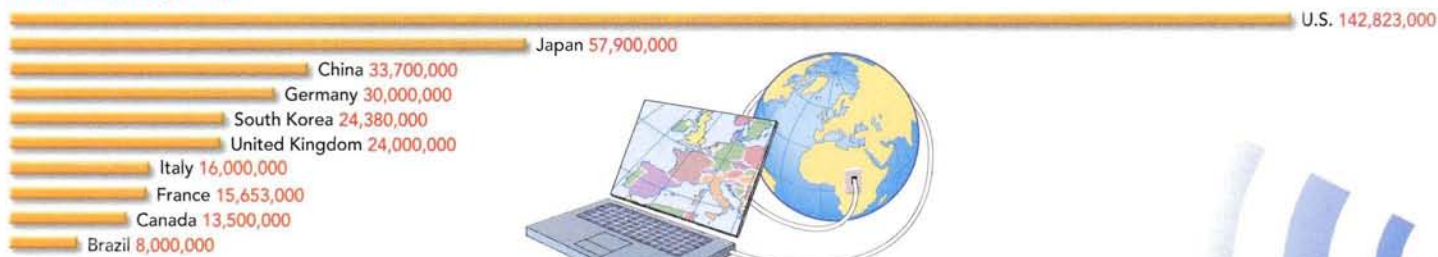 U.S. 142,823,000
Japan 57,900,000
China 33,700,000
Germany 30,000,000
South Korea 24,380,000
United Kingdom 24,000,000
Italy 16,000,000
France 15,653,000
Canada 13,500,000
Brazil 8,000,000